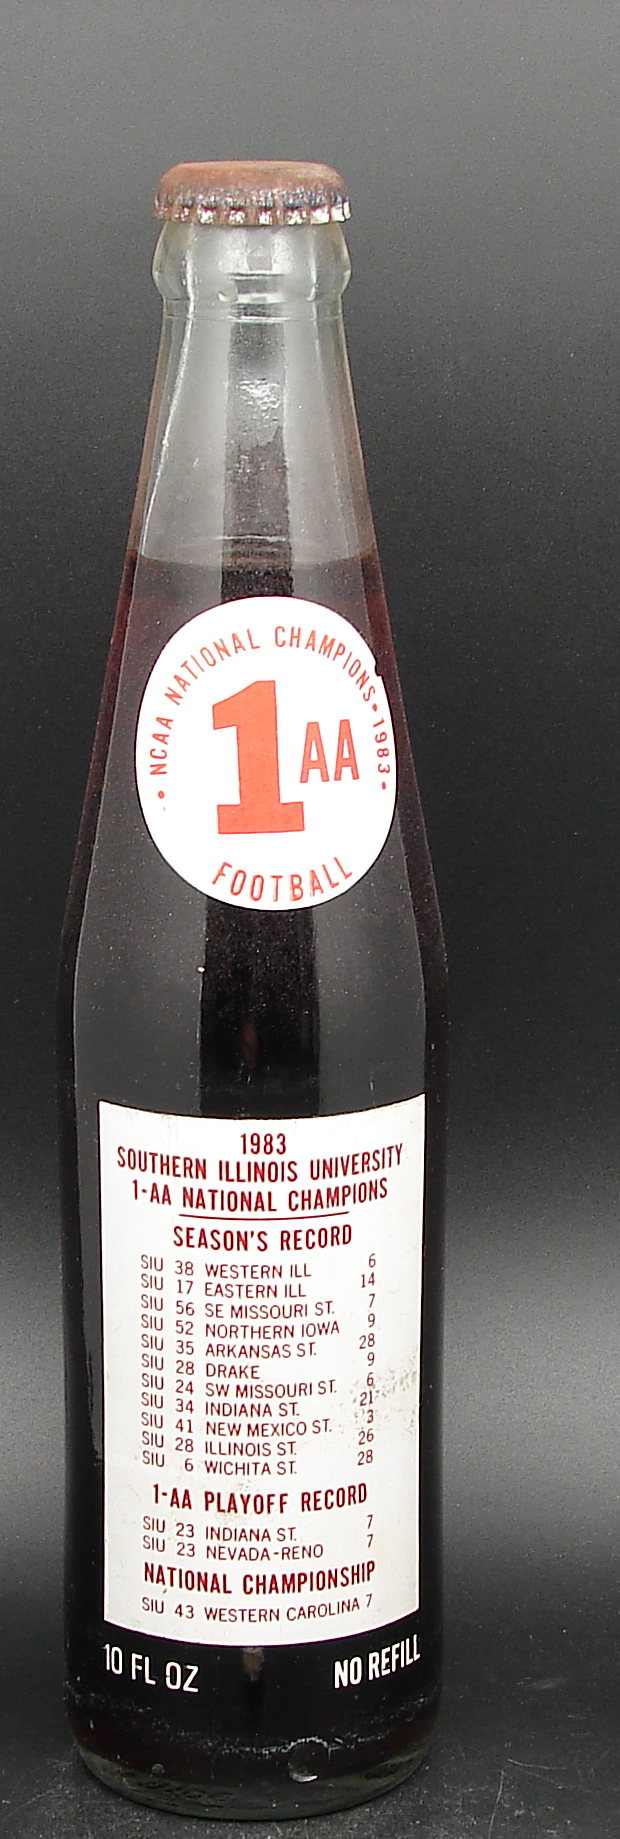 • NCAA NATIONAL CHAMPIONS • 1983 •
1 AA
FOOTBALL
1983
SOUTHERN ILLINOIS UNIVERSITY
1-AA NATIONAL CHAMPIONS
SEASON'S RECORD
SIU 38 WESTERN ILL 6
SIU 17 EASTERN ILL 14
SIU 56 SE MISSOURI ST. 7
SIU 52 NORTHERN IOWA 9
SIU 35 ARKANSAS ST. 28
SIU 28 DRAKE 9
SIU 24 SW MISSOURI ST. 6
SIU 34 INDIANA ST. 21
SIU 41 NEW MEXICO ST. 3
SIU 28 ILLINOIS ST. 26
SIU 6 WICHITA ST. 28
1-AA PLAYOFF RECORD
SIU 23 INDIANA ST. 7
SIU 23 NEVADA-RENO 7
NATIONAL CHAMPIONSHIP
SIU 43 WESTERN CAROLINA 7
10 FL OZ NO REFILL